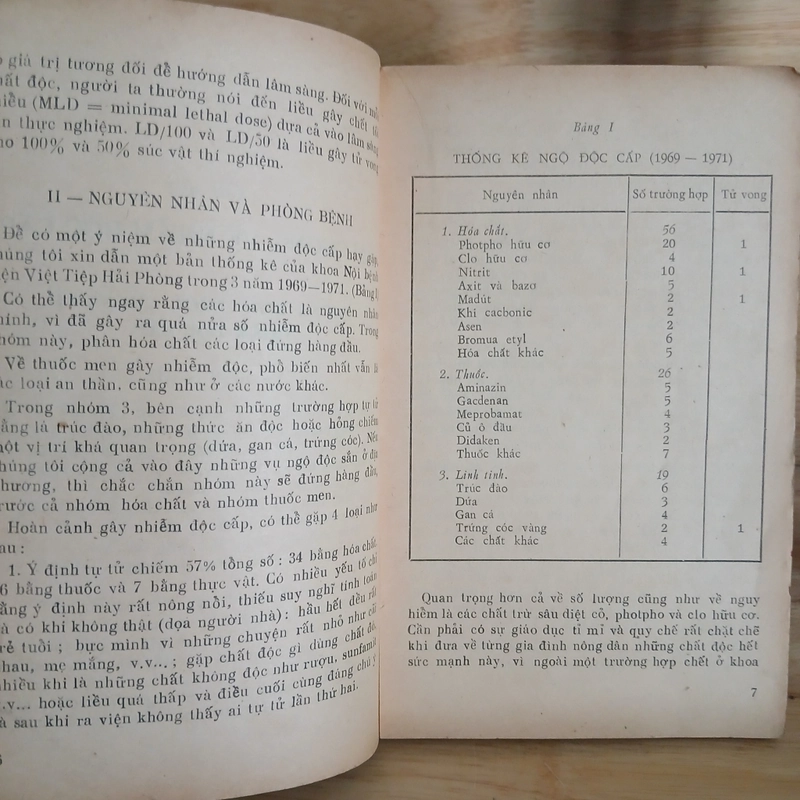 giá trị tương đối để hướng dẫn lâm sàng. Đối với mỗi
chất độc, người ta thường nói đến liều gây chết tối
(MLD = minimal lethal dose) dựa cả vào lâm sàng
thực nghiệm. LD/100 và LD/50 là liều gây tử vong
100% và 50% súc vật thí nghiệm.
II — NGUYÊN NHÂN VÀ PHÒNG BỆNH
Để có một ý niệm về những nhiễm độc cấp hay gặp,
chúng tôi xin dẫn một bản thống kê của khoa Nội bệnh
viện Việt Tiệp Hải Phòng trong 3 năm 1969—1971. (Bảng I)
Có thể thấy ngay rằng các hóa chất là nguyên nhân
chính, vì đã gây ra quá nửa số nhiễm độc cấp. Trong
nhóm này, phân hóa chất các loại đứng hàng đầu.
Về thuốc men gây nhiễm độc, phổ biến nhất vẫn là
các loại an thần, cũng như ở các nước khác.
Trong nhóm 3, bên cạnh những trường hợp tự tử
bằng lá trúc đào, những thức ăn độc hoặc hỏng chiếm
một vị trí khá quan trọng (dứa, gan cá, trứng cóc). Nếu
chúng tôi cộng cả vào đây những vụ ngộ độc sắn ở địa
phương, thì chắc chắn nhóm này sẽ đứng hàng đầu,
trước cả nhóm hóa chất và nhóm thuốc men.
Hoàn cảnh gây nhiễm độc cấp, có thể gặp 4 loại như
sau :
1. Ý định tự tử chiếm 57% tổng số : 34 bằng hóa chất,
6 bằng thuốc và 7 bằng thực vật. Có nhiều yếu tố chỉ
rằng ý định này rất nông nổi, thiếu suy nghĩ tính toán
và có khi không thật (dọa người nhà) : hầu hết đều rất
trẻ tuổi ; bực mình vì những chuyện rất nhỏ như cãi
nhau, mẹ mắng, v.v... ; gặp chất độc gì dùng chất đó,
nhiều khi là những chất không độc như rượu, sunfamit
v.v... hoặc liều quá thấp và điều cuối cùng đáng chú ý
là sau khi ra viện không thấy ai tự tử lần thứ hai.
6
Bảng I
THỐNG KÊ NGỘ ĐỘC CẤP (1969 — 1971)
Nguyên nhân Số trường hợp Tử vong
1. Hóa chất. 56
Photpho hữu cơ 20 1
Clo hữu cơ 4
Nitrit 10 1
Axit và bazơ 5
Madút 2 1
Khí cacbonic 2
Asen 2
Bromua etyl 6
Hóa chất khác 5
2. Thuốc. 26
Aminazin 5
Gacdenan 5
Meprobamat 4
Củ ô đầu 3
Didaken 2
Thuốc khác 7
3. Linh tinh. 19
Trúc đào 6
Dứa 3
Gan cá 4
Trứng cóc vàng 2 1
Các chất khác 4
Quan trọng hơn cả về số lượng cũng như về nguy
hiểm là các chất trừ sâu diệt cỏ, photpho và clo hữu cơ.
Cần phải có sự giáo dục tỉ mỉ và quy chế rất chặt chẽ
khi đưa về từng gia đình nông dân những chất độc hết
sức mạnh này, vì ngoài một trường hợp chết ở khoa
7